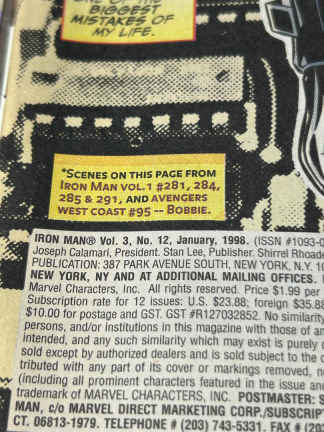 BIGGEST
MISTAKES OF
MY LIFE.
*SCENES ON THIS PAGE FROM
IRON MAN VOL. 1 #281, 284,
285 & 291, AND AVENGERS
WEST COAST #95 -- BOBBIE.
IRON MAN® Vol. 3, No. 12, January, 1998. (ISSN #1093-
Joseph Calamari, President. Stan Lee, Publisher. Shirrel Rhoade
PUBLICATION: 387 PARK AVENUE SOUTH, NEW YORK, N.Y. 10
NEW YORK, NY AND AT ADDITIONAL MAILING OFFICES.
Marvel Characters, Inc. All rights reserved. Price $1.99 per
Subscription rate for 12 issues: U.S. $23.88; foreign $35.88
$10.00 for postage and GST. GST #R127032852. No similarity
persons, and/or institutions in this magazine with those of an
intended, and any such similarity which may exist is purely
sold except by authorized dealers and is sold subject to the c
tributed with any part of its cover or markings removed, n
(including all prominent characters featured in the issue an
trademark of MARVEL CHARACTERS, INC. POSTMASTER: S
MAN, c/o MARVEL DIRECT MARKETING CORP./SUBSCRIP
CT. 06813-1979. TELEPHONE # (203) 743-5331. FAX # (20